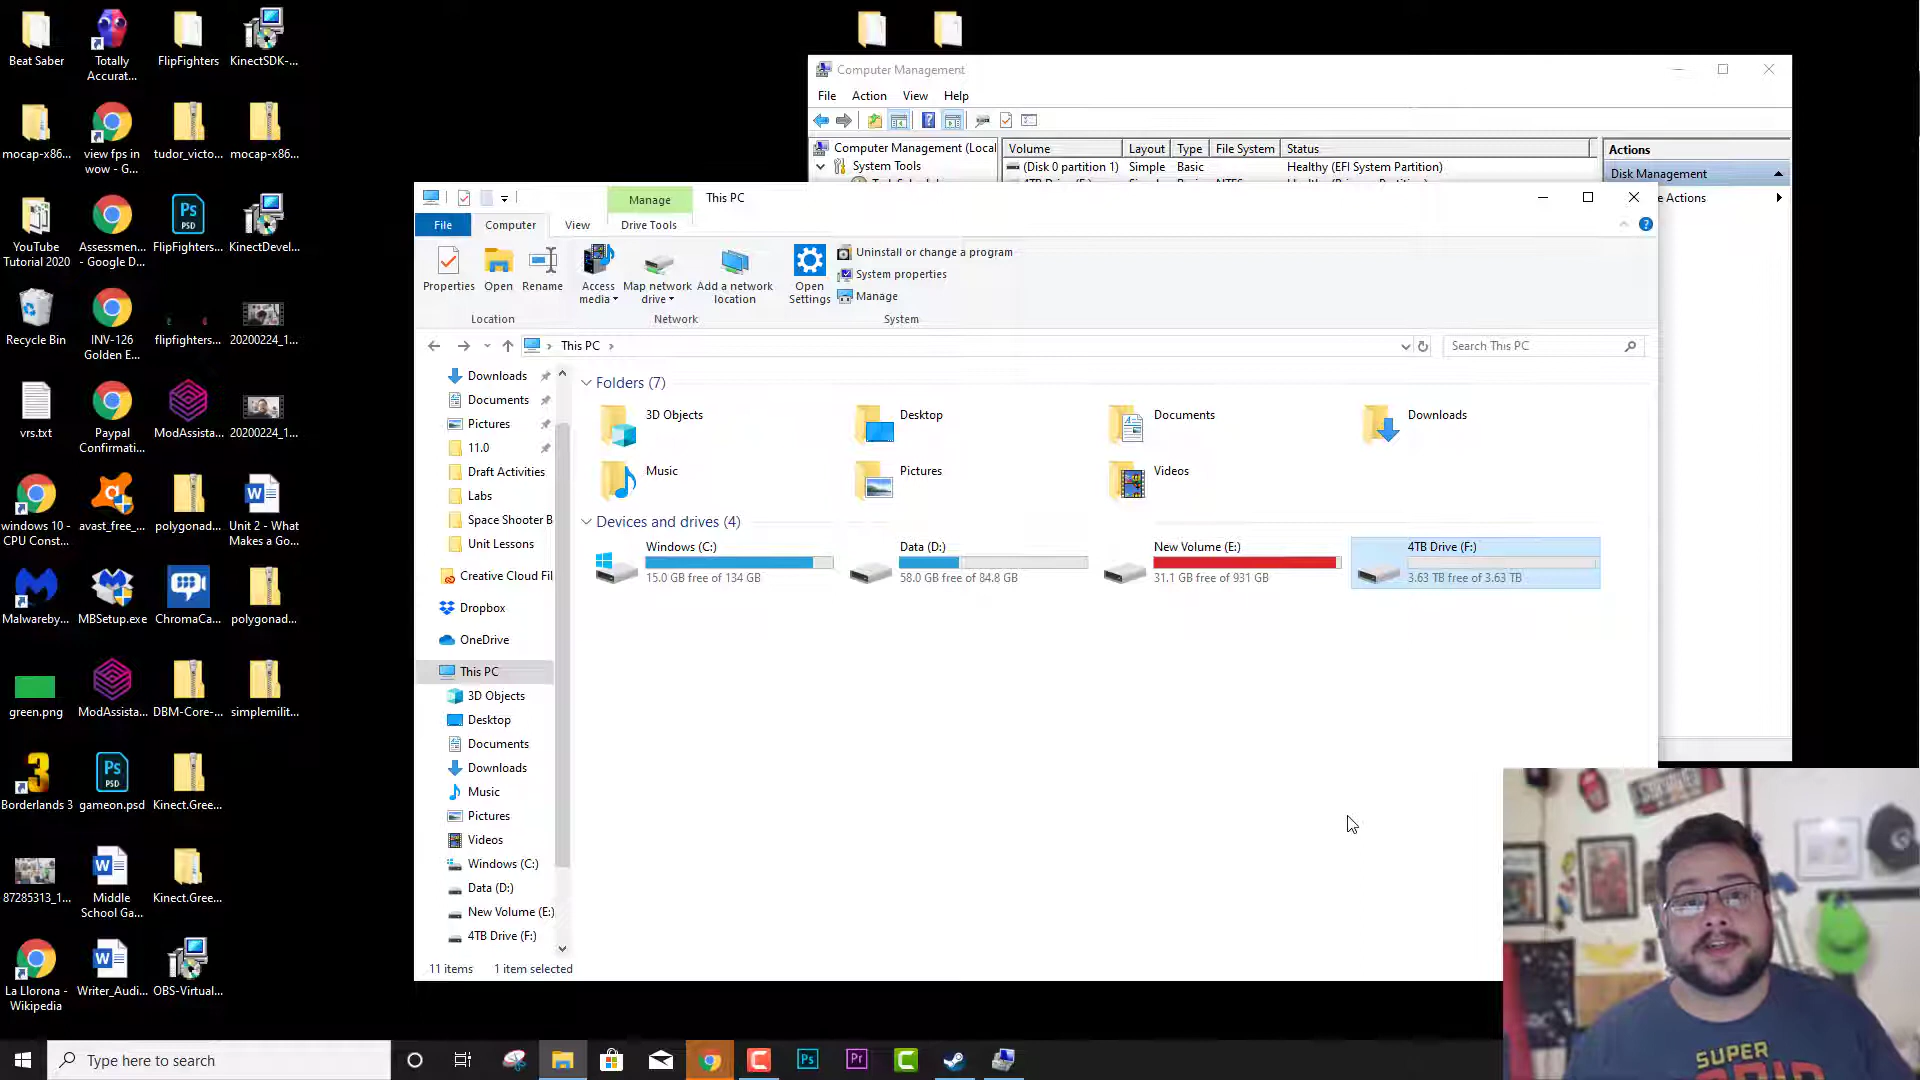 Beat Saber
Totally
Accurat...
FlipFighters
KinectSDK-...
mocap-x86...
view fps in
wow - G...
tudor_victo...
mocap-x86...
YouTube
Tutorial 2020
Assessmen...
- Google D...
FlipFighters...
KinectDevel...
Recycle Bin
INV-126
Golden E...
flipfighters...
20200224_1...
vrs.txt
Paypal
Confirmati...
ModAssista...
20200224_1...
windows 10 -
CPU Const...
avast_free_...
polygonad...
Unit 2 - What
Makes a Go...
Malwareby...
MBSetup.exe
ChromaCa...
polygonad...
green.png
ModAssista...
DBM-Core-...
simplemilit...
Borderlands 3
gameon.psd
Kinect.Gree...
87285313_1...
Middle
School Ga...
Kinect.Gree...
La Llorona -
Wikipedia
Writer_Audi...
OBS-Virtual...
Computer Management
File Action View Help
Computer Management (Local
System Tools
Volume Layout Type File System Status
(Disk 0 partition 1) Simple Basic Healthy (EFI System Partition)
Actions
Disk Management
e Actions
Manage
This PC
File Computer View Drive Tools
Properties
Open
Rename
Location
Access
media
Map network
drive
Add a network
location
Network
Open
Settings
Uninstall or change a program
System properties
Manage
System
This PC
Search This PC
Downloads
Documents
Pictures
11.0
Draft Activities
Labs
Space Shooter B
Unit Lessons
Creative Cloud Fil
Dropbox
OneDrive
This PC
3D Objects
Desktop
Documents
Downloads
Music
Pictures
Videos
Windows (C:)
Data (D:)
New Volume (E:)
4TB Drive (F:)
Folders (7)
3D Objects
Desktop
Documents
Downloads
Music
Pictures
Videos
Devices and drives (4)
Windows (C:)
15.0 GB free of 134 GB
Data (D:)
58.0 GB free of 84.8 GB
New Volume (E:)
31.1 GB free of 931 GB
4TB Drive (F:)
3.63 TB free of 3.63 TB
11 items 1 item selected
SUPER
Type here to search